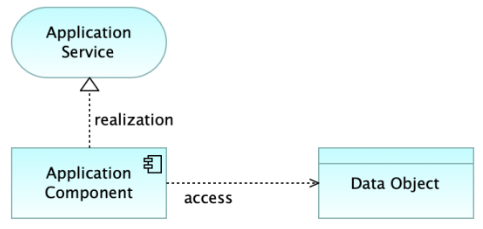 Application
Service
realization
Application
Component
access
Data Object